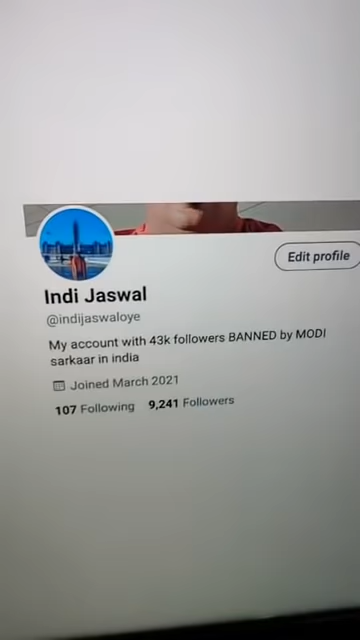 Edit profile
Indi Jaswal
@indijaswaloye
My account with 43k followers BANNED by MODI
sarkaar in india
Joined March 2021
107 Following 9,241 Followers